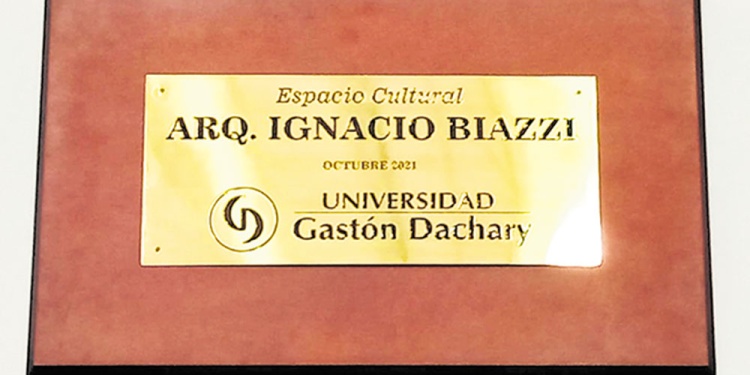 Espacio Cultural
ARQ. IGNACIO BIAZZI
OCTUBRE 2021
UNIVERSIDAD
Gastón Dachary